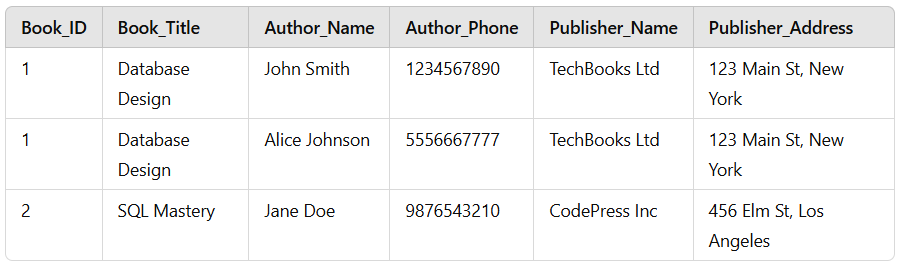 Book_ID Book_Title Author_Name Author_Phone Publisher_Name Publisher_Address
1 Database John Smith 1234567890 TechBooks Ltd 123 Main St, New
Design York
1 Database Alice Johnson 5556667777 TechBooks Ltd 123 Main St, New
Design York
2 SQL Mastery Jane Doe 9876543210 CodePress Inc 456 Elm St, Los
Angeles